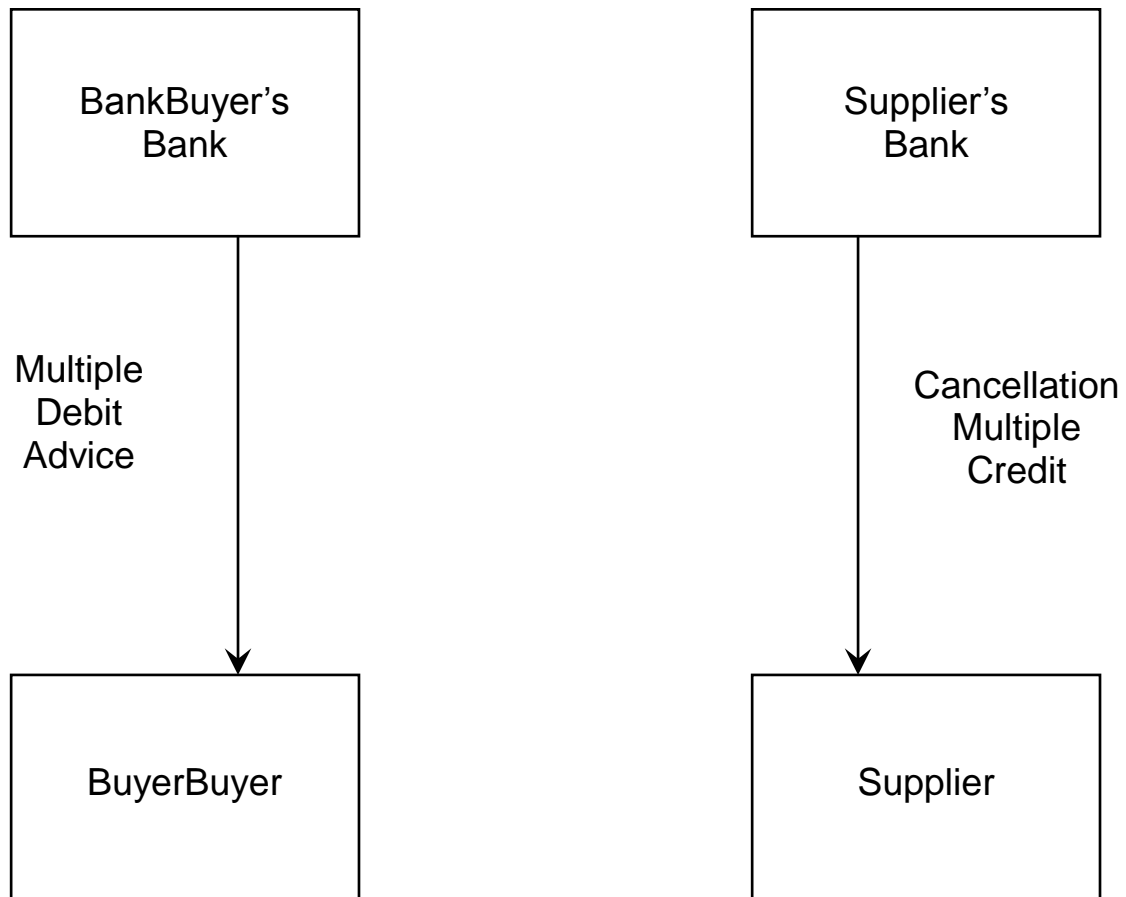 BankBuyer’s
Bank
Supplier’s
Bank
Multiple
Debit
Advice
Cancellation
Multiple
Credit
BuyerBuyer
Supplier